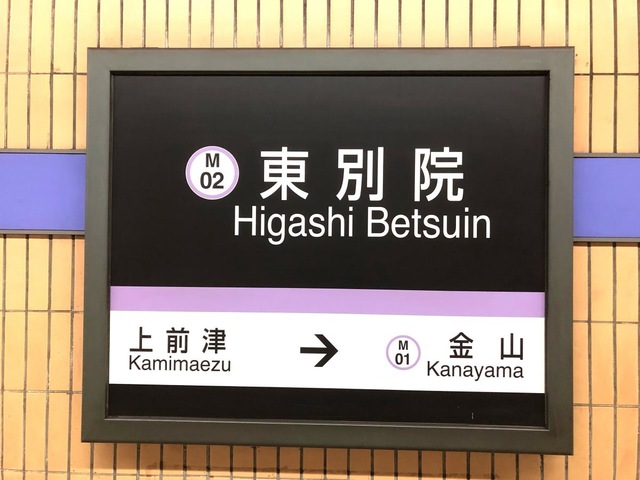 M
02
東別院
Higashi Betsuin
上前津
Kamimaezu
→
M
01
金山
Kanayama